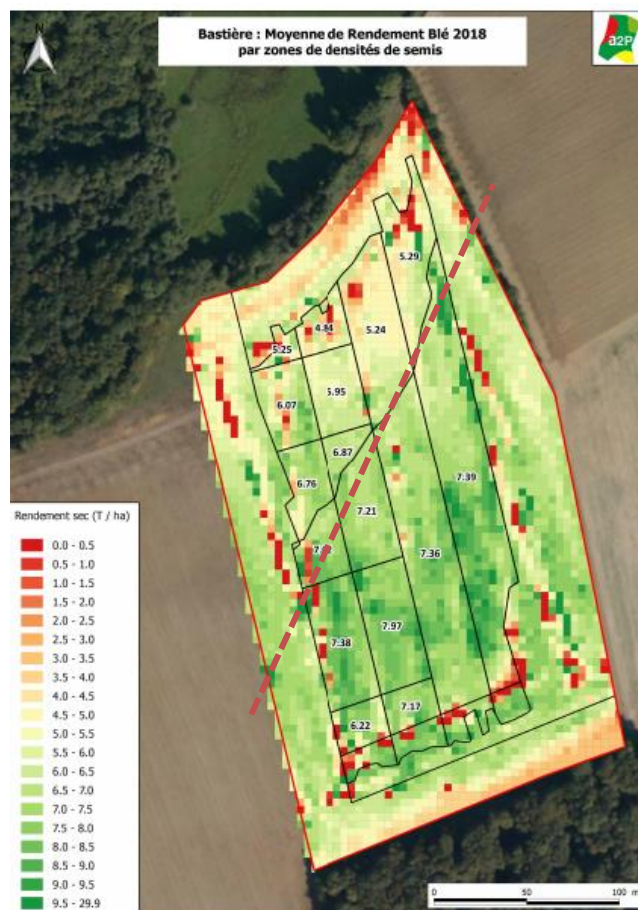 N
Bastière : Moyenne de Rendement Blé 2018
par zones de densités de semis
a2P
5.29
4.84
5.24
5.25
5.95
6.07
6.87
7.39
6.76
7.21
7.36
7.97
7.38
7.17
6.22
Rendement sec (T / ha)
0.0 - 0.5
0.5 - 1.0
1.0 - 1.5
1.5 - 2.0
2.0 - 2.5
2.5 - 3.0
3.0 - 3.5
3.5 - 4.0
4.0 - 4.5
4.5 - 5.0
5.0 - 5.5
5.5 - 6.0
6.0 - 6.5
6.5 - 7.0
7.0 - 7.5
7.5 - 8.0
8.0 - 8.5
8.5 - 9.0
9.0 - 9.5
9.5 - 29.9
0 50 100 m